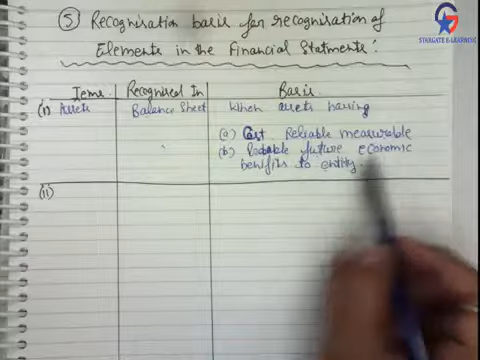 ⑤ Recognisation basis for recognisation of
Elements in the Financial Statments :
Items Recognised In Basis
(i) Assets Balance Sheet When assets having
(a) Cost Reliable measurable
(b) Probable future economic
benefits to entity.
(ii)
STARGATE E-LEARNING